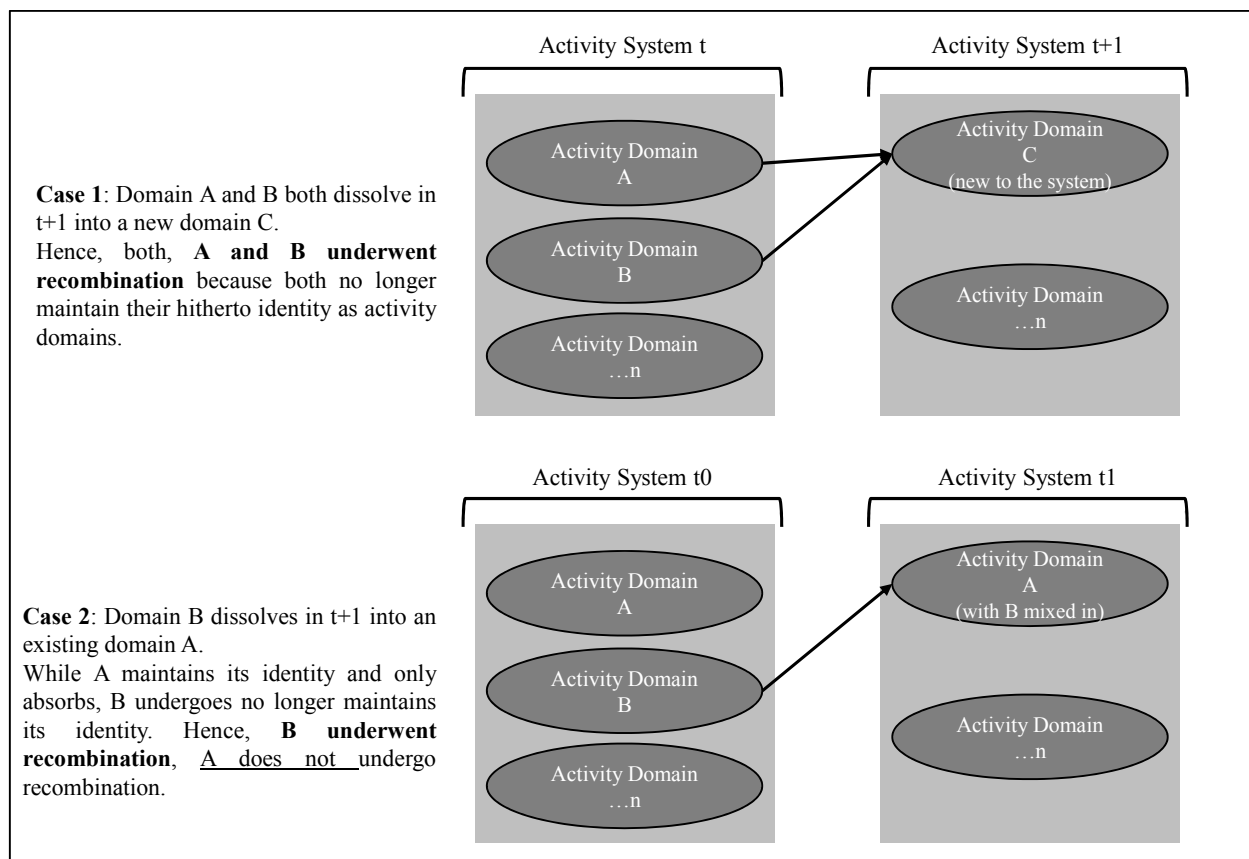 Activity System t
Activity System t+1
Case 1: Domain A and B both dissolve in
t+1 into a new domain C.
Hence, both, A and B underwent
recombination because both no longer
maintain their hitherto identity as activity
domains.
Activity Domain
A
Activity Domain
B
Activity Domain
…n
Activity Domain
C
(new to the system)
Activity Domain
…n
Activity System t0
Activity System t1
Case 2: Domain B dissolves in t+1 into an
existing domain A.
While A maintains its identity and only
absorbs, B undergoes no longer maintains
its identity. Hence, B underwent
recombination, A does not undergo
recombination.
Activity Domain
A
Activity Domain
B
Activity Domain
…n
Activity Domain
A
(with B mixed in)
Activity Domain
…n